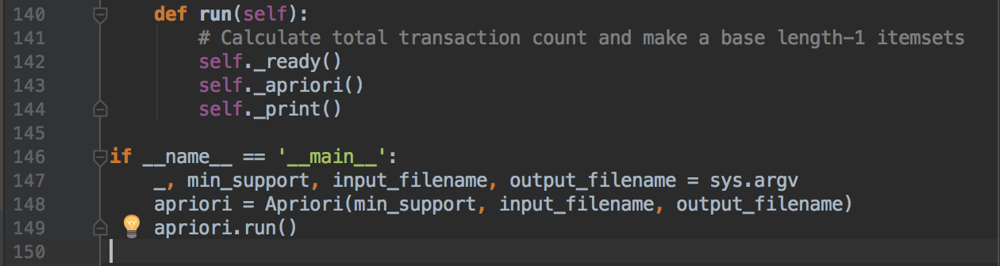 140 def run(self):
141 # Calculate total transaction count and make a base length-1 itemsets
142 self._ready()
143 self._apriori()
144 self._print()
145
146 if __name__ == '__main__':
147 _, min_support, input_filename, output_filename = sys.argv
148 apriori = Apriori(min_support, input_filename, output_filename)
149 apriori.run()
150